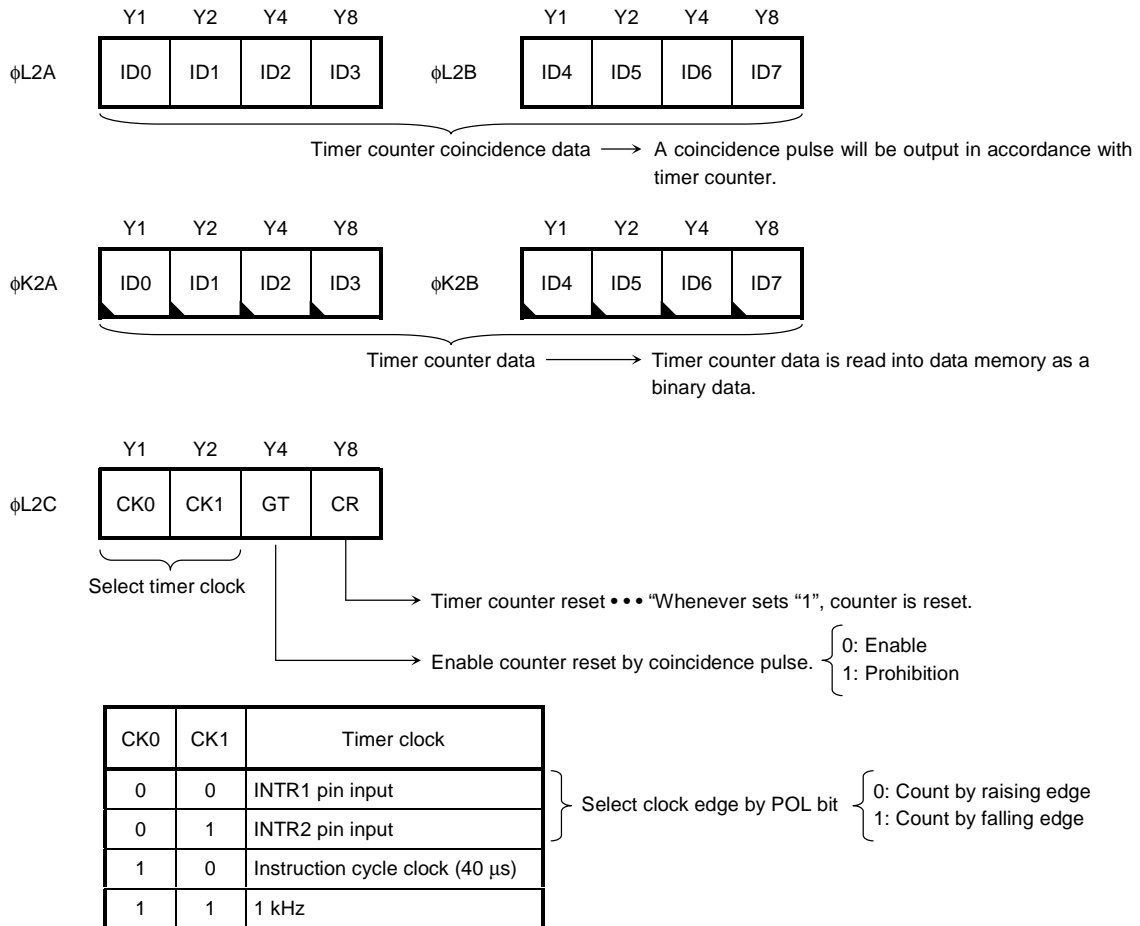 Y1 Y2 Y4 Y8 Y1 Y2 Y4 Y8
ϕL2A ID0 ID1 ID2 ID3 ϕL2B ID4 ID5 ID6 ID7
Timer counter coincidence data → A coincidence pulse will be output in accordance with
timer counter.
Y1 Y2 Y4 Y8 Y1 Y2 Y4 Y8
ϕK2A ID0 ID1 ID2 ID3 ϕK2B ID4 ID5 ID6 ID7
Timer counter data → Timer counter data is read into data memory as a
binary data.
Y1 Y2 Y4 Y8
ϕL2C CK0 CK1 GT CR
Select timer clock
Timer counter reset • • • “Whenever sets “1”, counter is reset.
Enable counter reset by coincidence pulse.
0: Enable
1: Prohibition
CK0 CK1 Timer clock
0 0 INTR1 pin input
0 1 INTR2 pin input
1 0 Instruction cycle clock (40 μs)
1 1 1 kHz
Select clock edge by POL bit
0: Count by raising edge
1: Count by falling edge